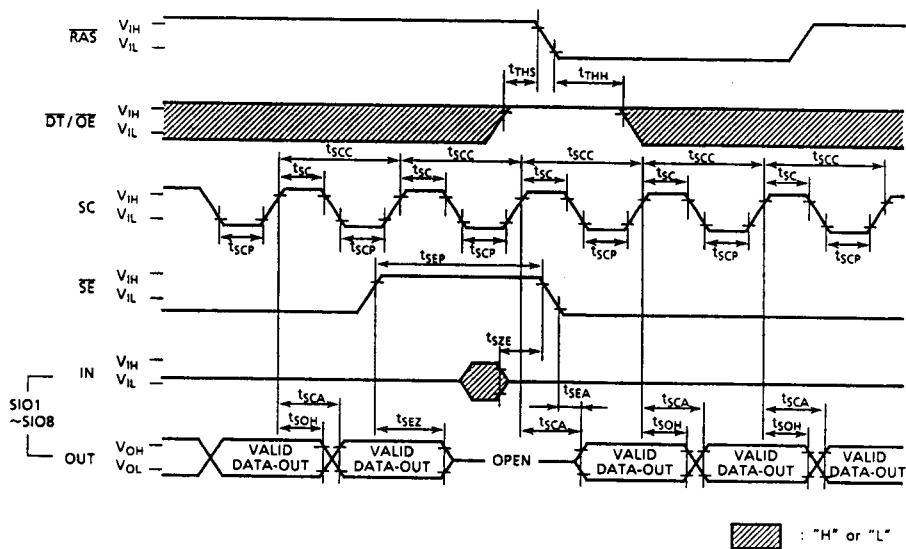 RAS
VIH
VIL
tTHS
tTHH
DT/OE
VIH
VIL
tSCC
tSCC
tSCC
tSCC
tSCC
tSC
tSC
tSC
tSC
tSC
SC
VIH
VIL
tSCP
tSCP
tSCP
tSCP
tSCP
tSCP
tSEP
SE
VIH
VIL
tSZE
IN
VIH
VIL
tSEA
SIO1
~SIO8
tSCA
tSCA
tSCA
tSCA
tSOH
tSEZ
tSOH
tSOH
OUT
VOH
VOL
VALID
DATA-OUT
VALID
DATA-OUT
OPEN
VALID
DATA-OUT
VALID
DATA-OUT
VALID
DATA-OUT
: "H" or "L"